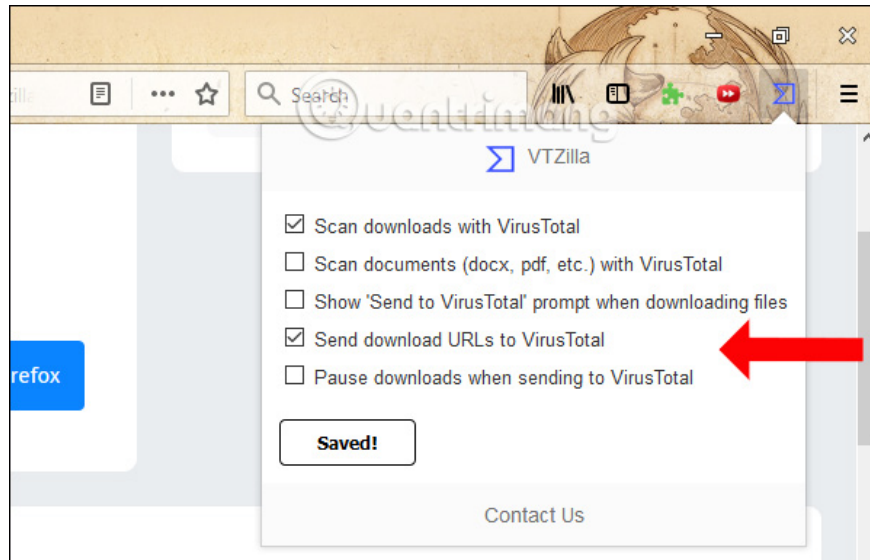 Search
Quantrimang
VTZilla
Scan downloads with VirusTotal
Scan documents (docx, pdf, etc.) with VirusTotal
Show 'Send to VirusTotal' prompt when downloading files
Send download URLs to VirusTotal
refox
Pause downloads when sending to VirusTotal
Saved!
Contact Us